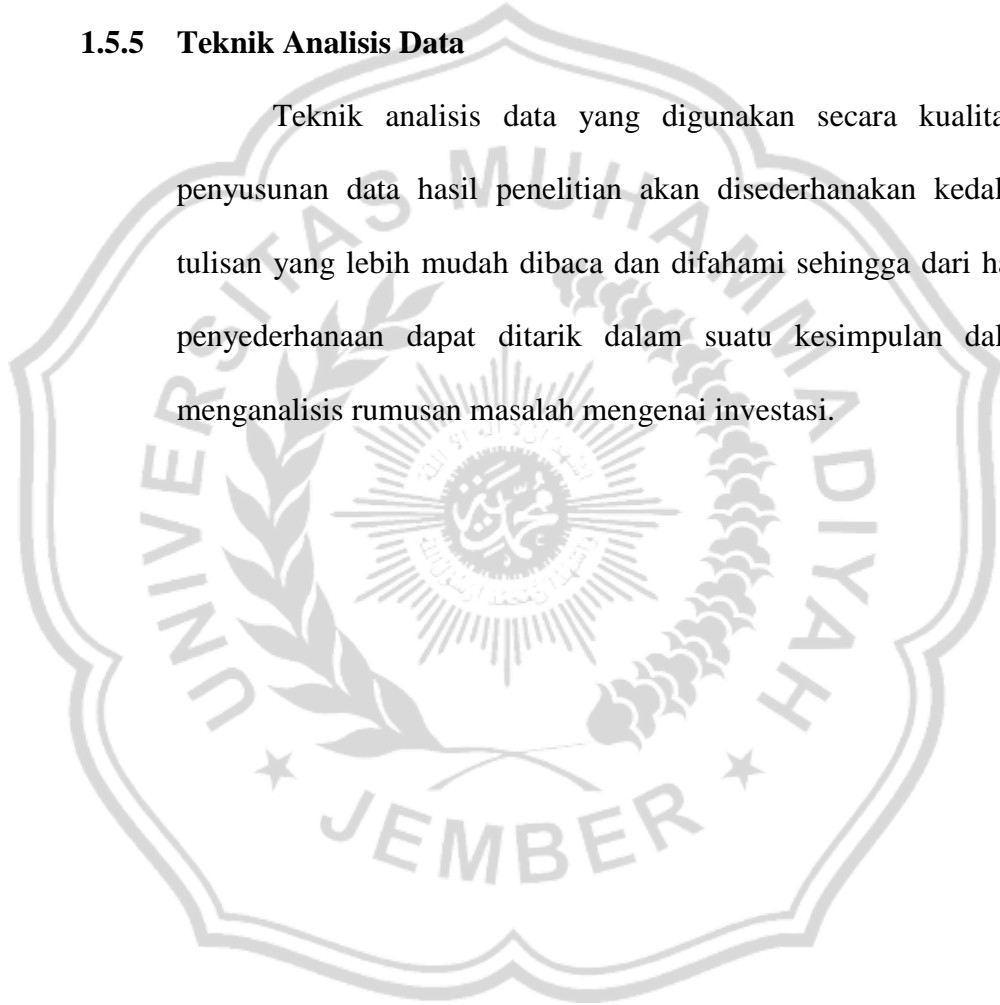 1.5.5 Teknik Analisis Data
Teknik analisis data yang digunakan secara kualita
penyusunan data hasil penelitian akan disederhanakan kedal
tulisan yang lebih mudah dibaca dan difahami sehingga dari ha
penyederhanaan dapat ditarik dalam suatu kesimpulan dal
menganalisis rumusan masalah mengenai investasi.
UNIVERSITAS MUHAMMADIYAH
JEMBER